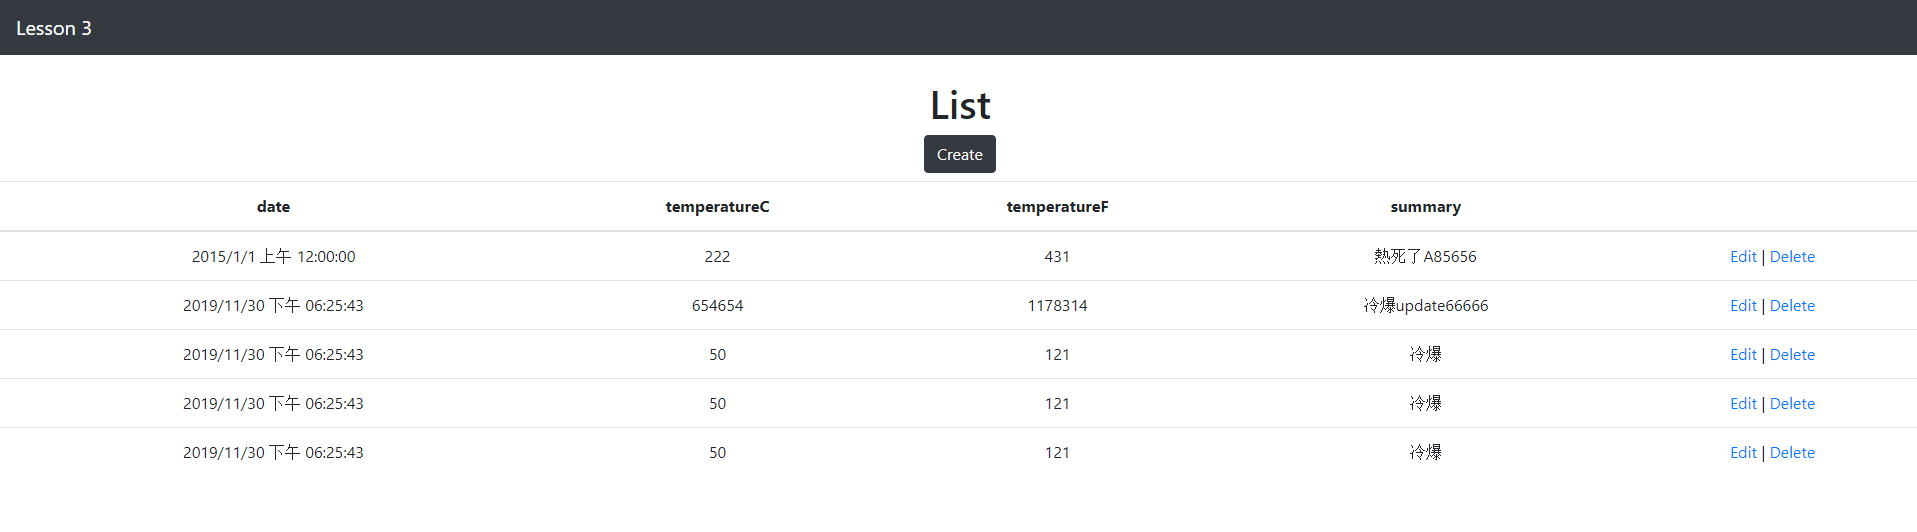 Lesson 3
List
Create
date temperatureC temperatureF summary
2015/1/1 上午 12:00:00 222 431 熱死了A85656 Edit | Delete
2019/11/30 下午 06:25:43 654654 1178314 冷爆update66666 Edit | Delete
2019/11/30 下午 06:25:43 50 121 冷爆 Edit | Delete
2019/11/30 下午 06:25:43 50 121 冷爆 Edit | Delete
2019/11/30 下午 06:25:43 50 121 冷爆 Edit | Delete